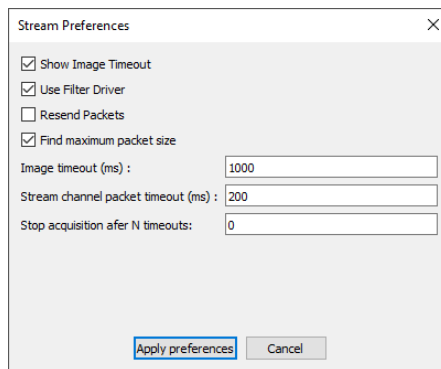 Stream Preferences
Show Image Timeout
Use Filter Driver
Resend Packets
Find maximum packet size
Image timeout (ms) : 1000
Stream channel packet timeout (ms) : 200
Stop acquisition afer N timeouts: 0
Apply preferences Cancel